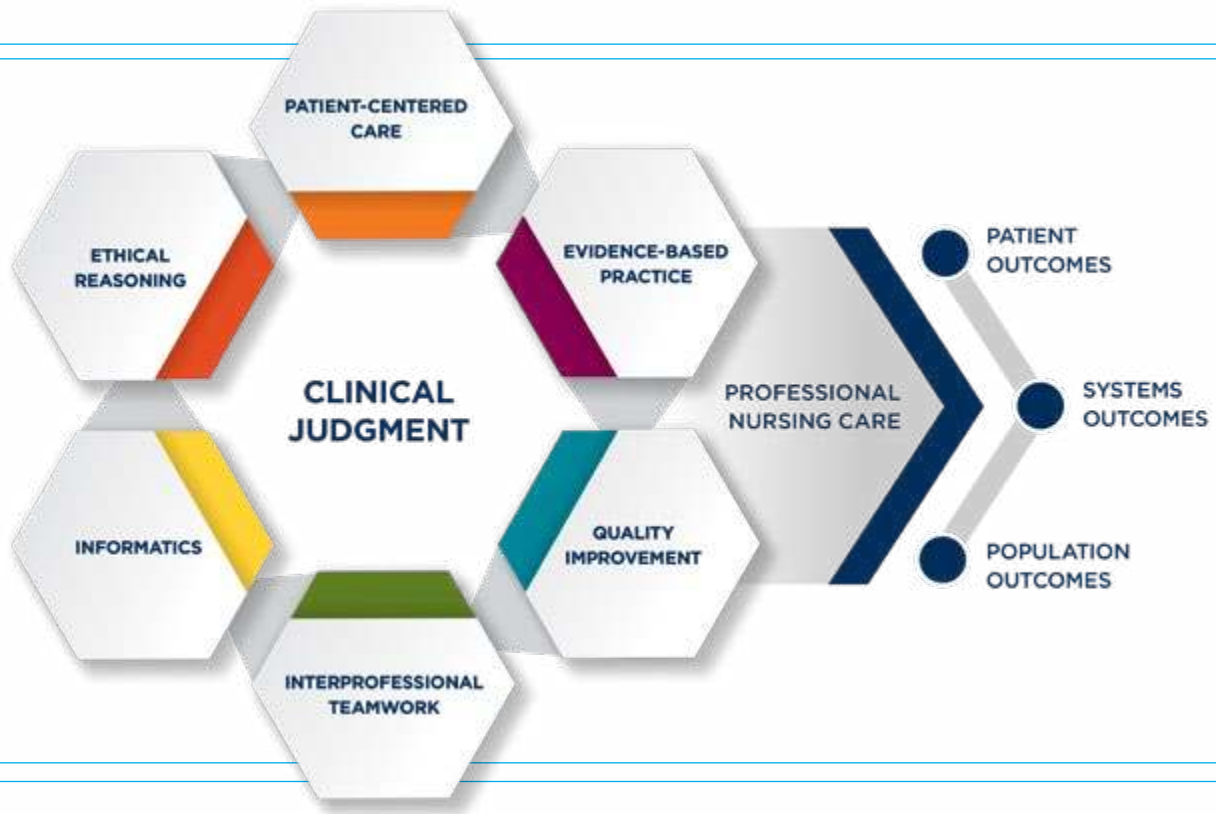 PATIENT-CENTERED
CARE
ETHICAL
REASONING
EVIDENCE-BASED
PRACTICE
CLINICAL
JUDGMENT
INFORMATICS
QUALITY
IMPROVEMENT
INTERPROFESSIONAL
TEAMWORK
PROFESSIONAL
NURSING CARE
PATIENT
OUTCOMES
SYSTEMS
OUTCOMES
POPULATION
OUTCOMES